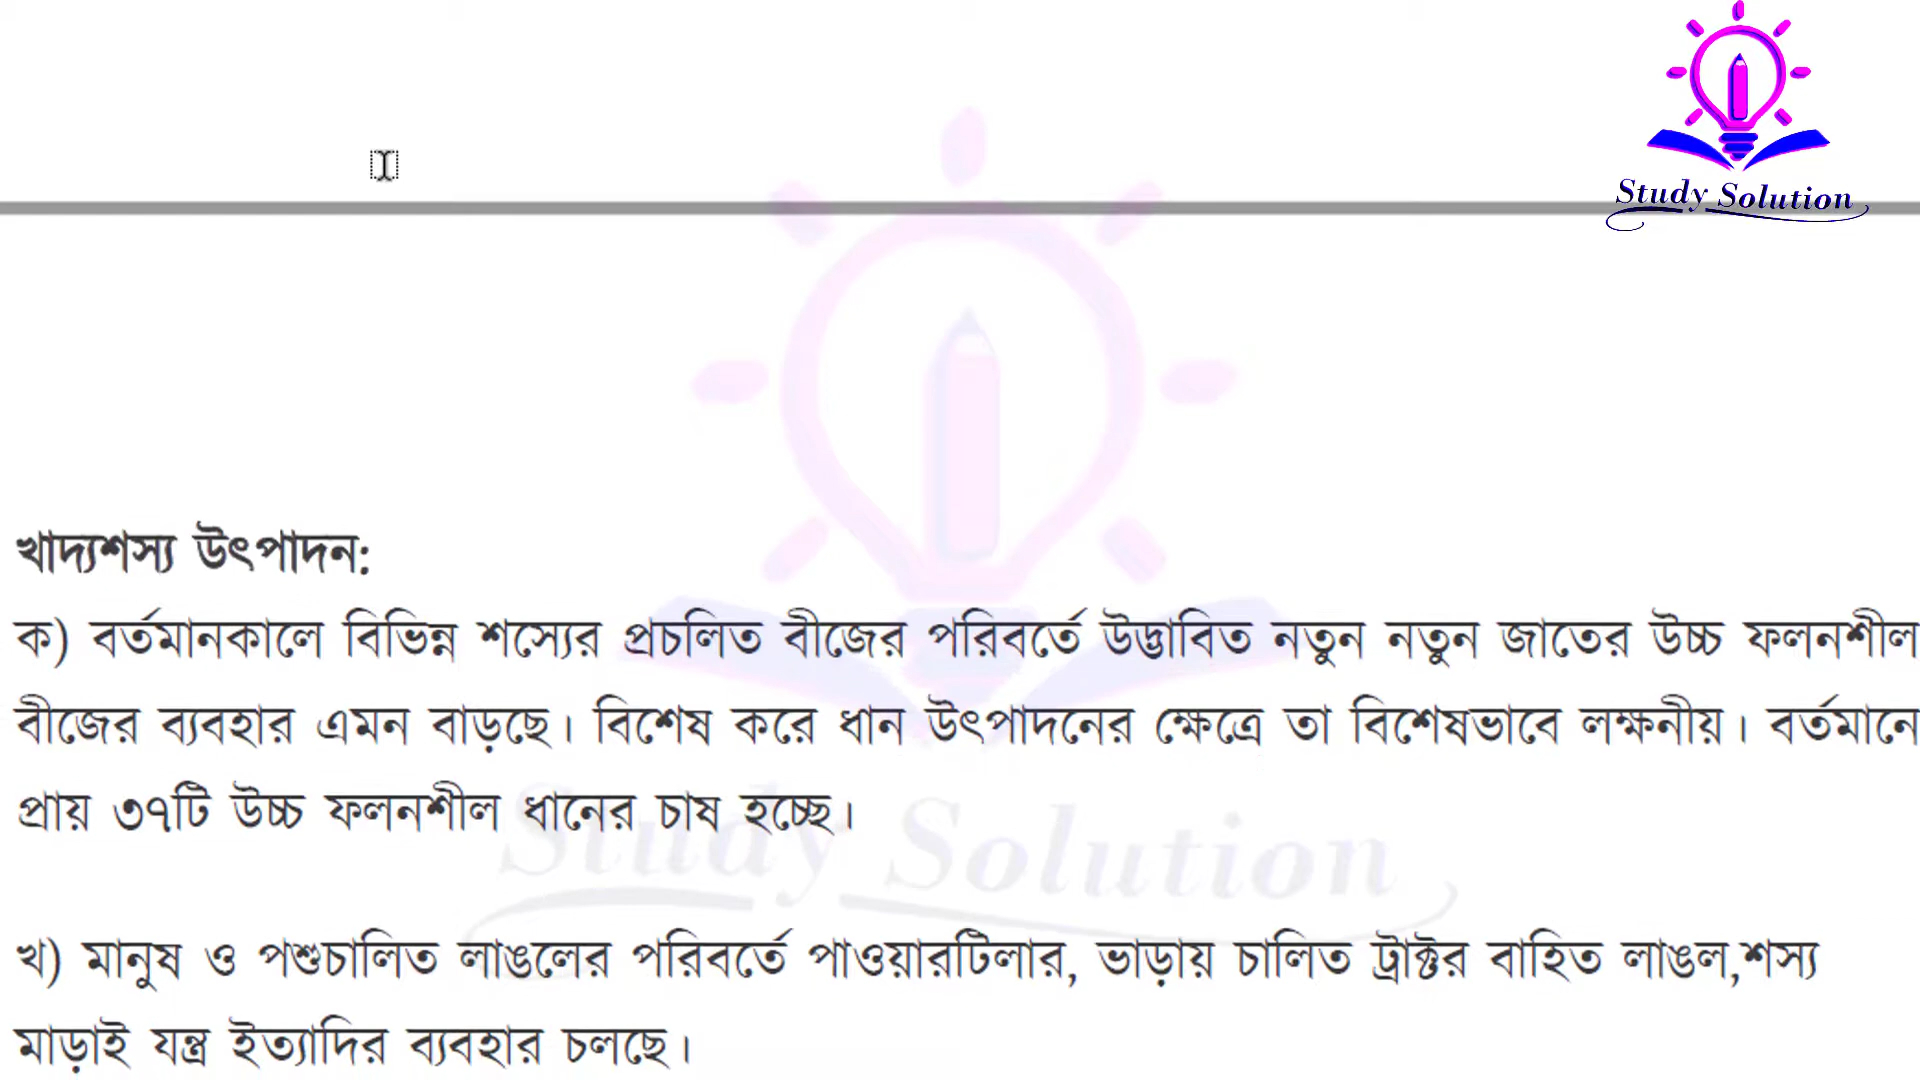 Study Solution
খাদ্যশস্য উৎপাদন:
ক) বর্তমানকালে বিভিন্ন শস্যের প্রচলিত বীজের পরিবর্তে উদ্ভাবিত নতুন নতুন জাতের উচ্চ ফলনশীল
বীজের ব্যবহার এমন বাড়ছে। বিশেষ করে ধান উৎপাদনের ক্ষেত্রে তা বিশেষভাবে লক্ষনীয়। বর্তমানে
প্রায় ৩৭টি উচ্চ ফলনশীল ধানের চাষ হচ্ছে।
Study Solution
খ) মানুষ ও পশুচালিত লাঙলের পরিবর্তে পাওয়ারটিলার, ভাড়ায় চালিত ট্রাক্টর বাহিত লাঙল,শস্য
মাড়াই যন্ত্র ইত্যাদির ব্যবহার চলছে।